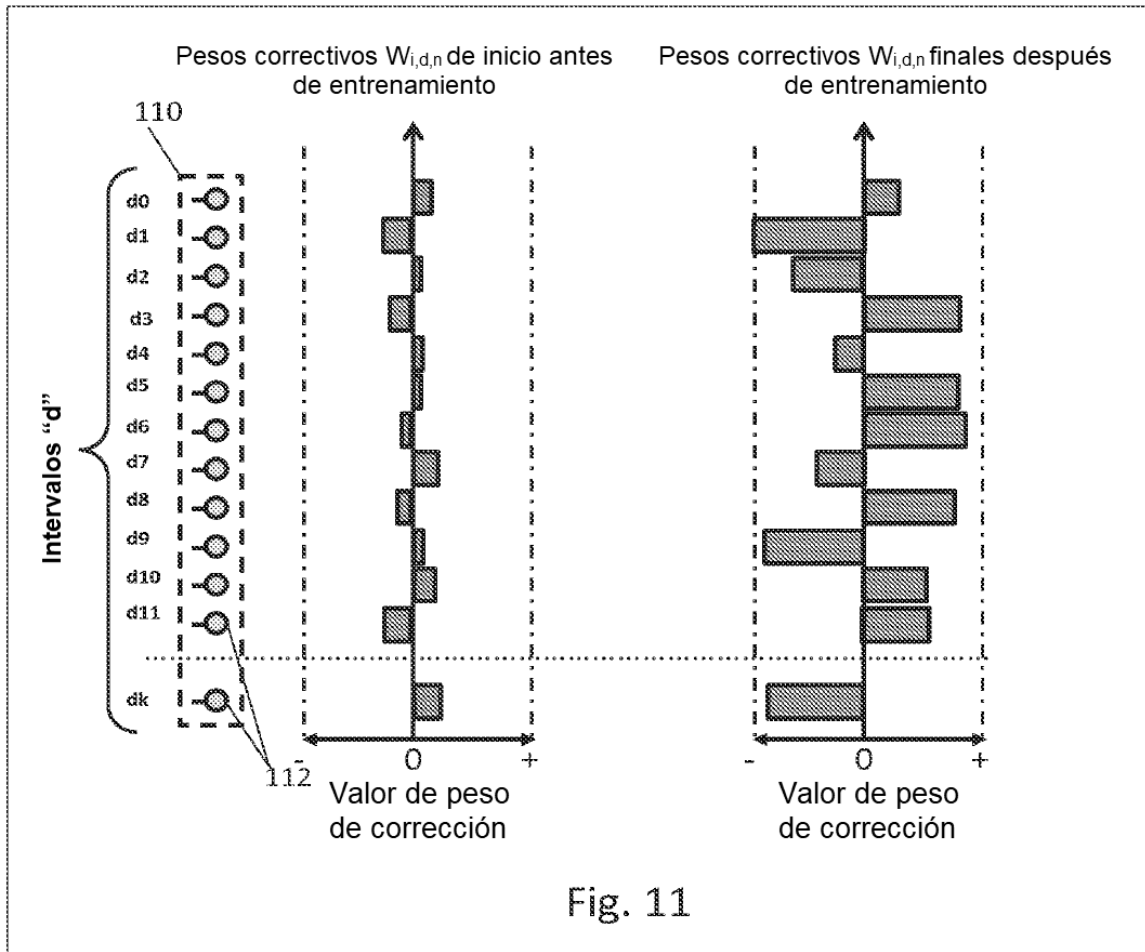 Pesos correctivos Wi,d,n de inicio antes
de entrenamiento
Pesos correctivos Wi,d,n finales después
de entrenamiento
110
Intervalos “d”
d0
d1
d2
d3
d4
d5
d6
d7
d8
d9
d10
d11
dk
112
- 0 +
Valor de peso
de corrección
- 0 +
Valor de peso
de corrección
Fig. 11